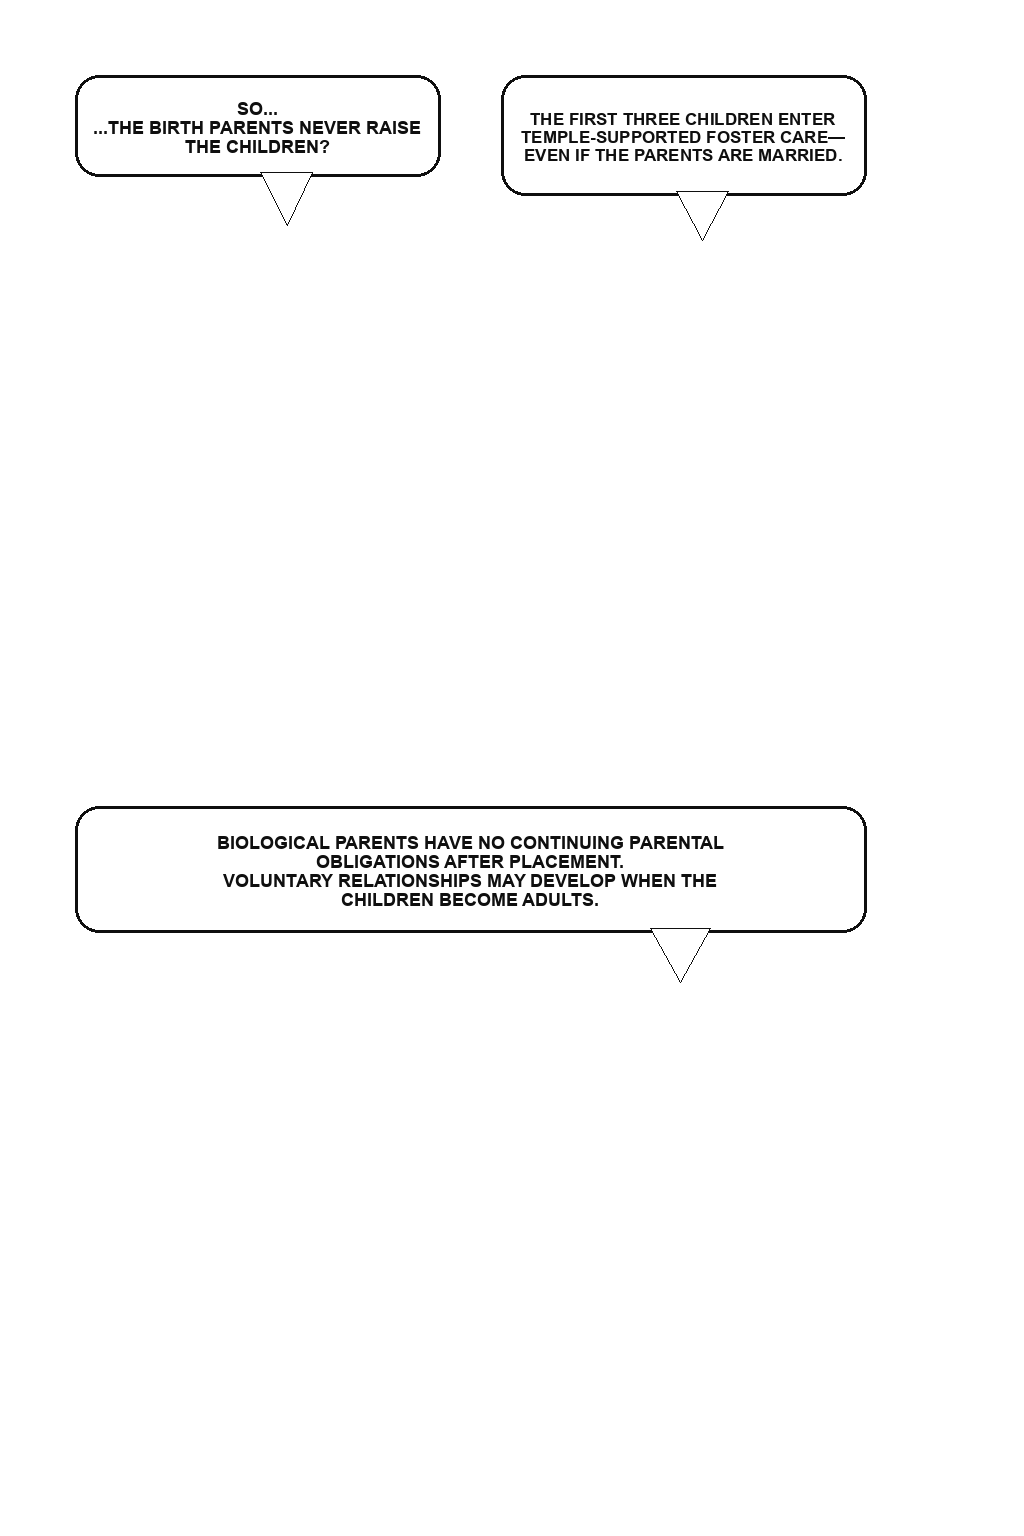 SO...
...THE BIRTH PARENTS NEVER RAISE
THE CHILDREN?
THE FIRST THREE CHILDREN ENTER
TEMPLE-SUPPORTED FOSTER CARE—
EVEN IF THE PARENTS ARE MARRIED.
BIOLOGICAL PARENTS HAVE NO CONTINUING PARENTAL
OBLIGATIONS AFTER PLACEMENT.
VOLUNTARY RELATIONSHIPS MAY DEVELOP WHEN THE
CHILDREN BECOME ADULTS.